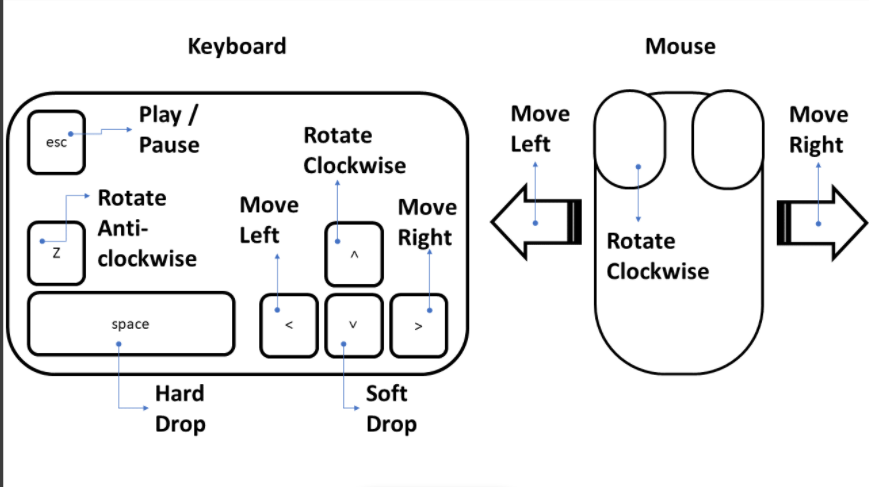 Keyboard
Mouse
esc
Play /
Pause
Rotate
Clockwise
Z
Rotate
Anti-
clockwise
Move
Left
^
Move
Right
space
<
v
>
Hard
Drop
Soft
Drop
Move
Left
Rotate
Clockwise
Move
Right